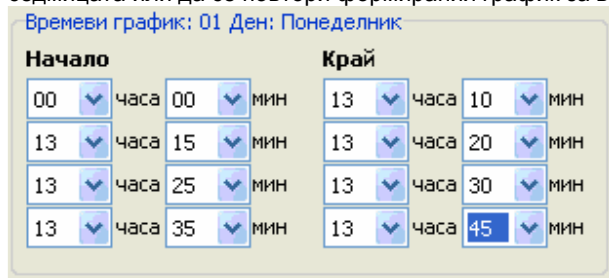 Времеви график: 01 Ден: Понеделник
Начало Край
00 часа 00 мин 13 часа 10 мин
13 часа 15 мин 13 часа 20 мин
13 часа 25 мин 13 часа 30 мин
13 часа 35 мин 13 часа 45 мин